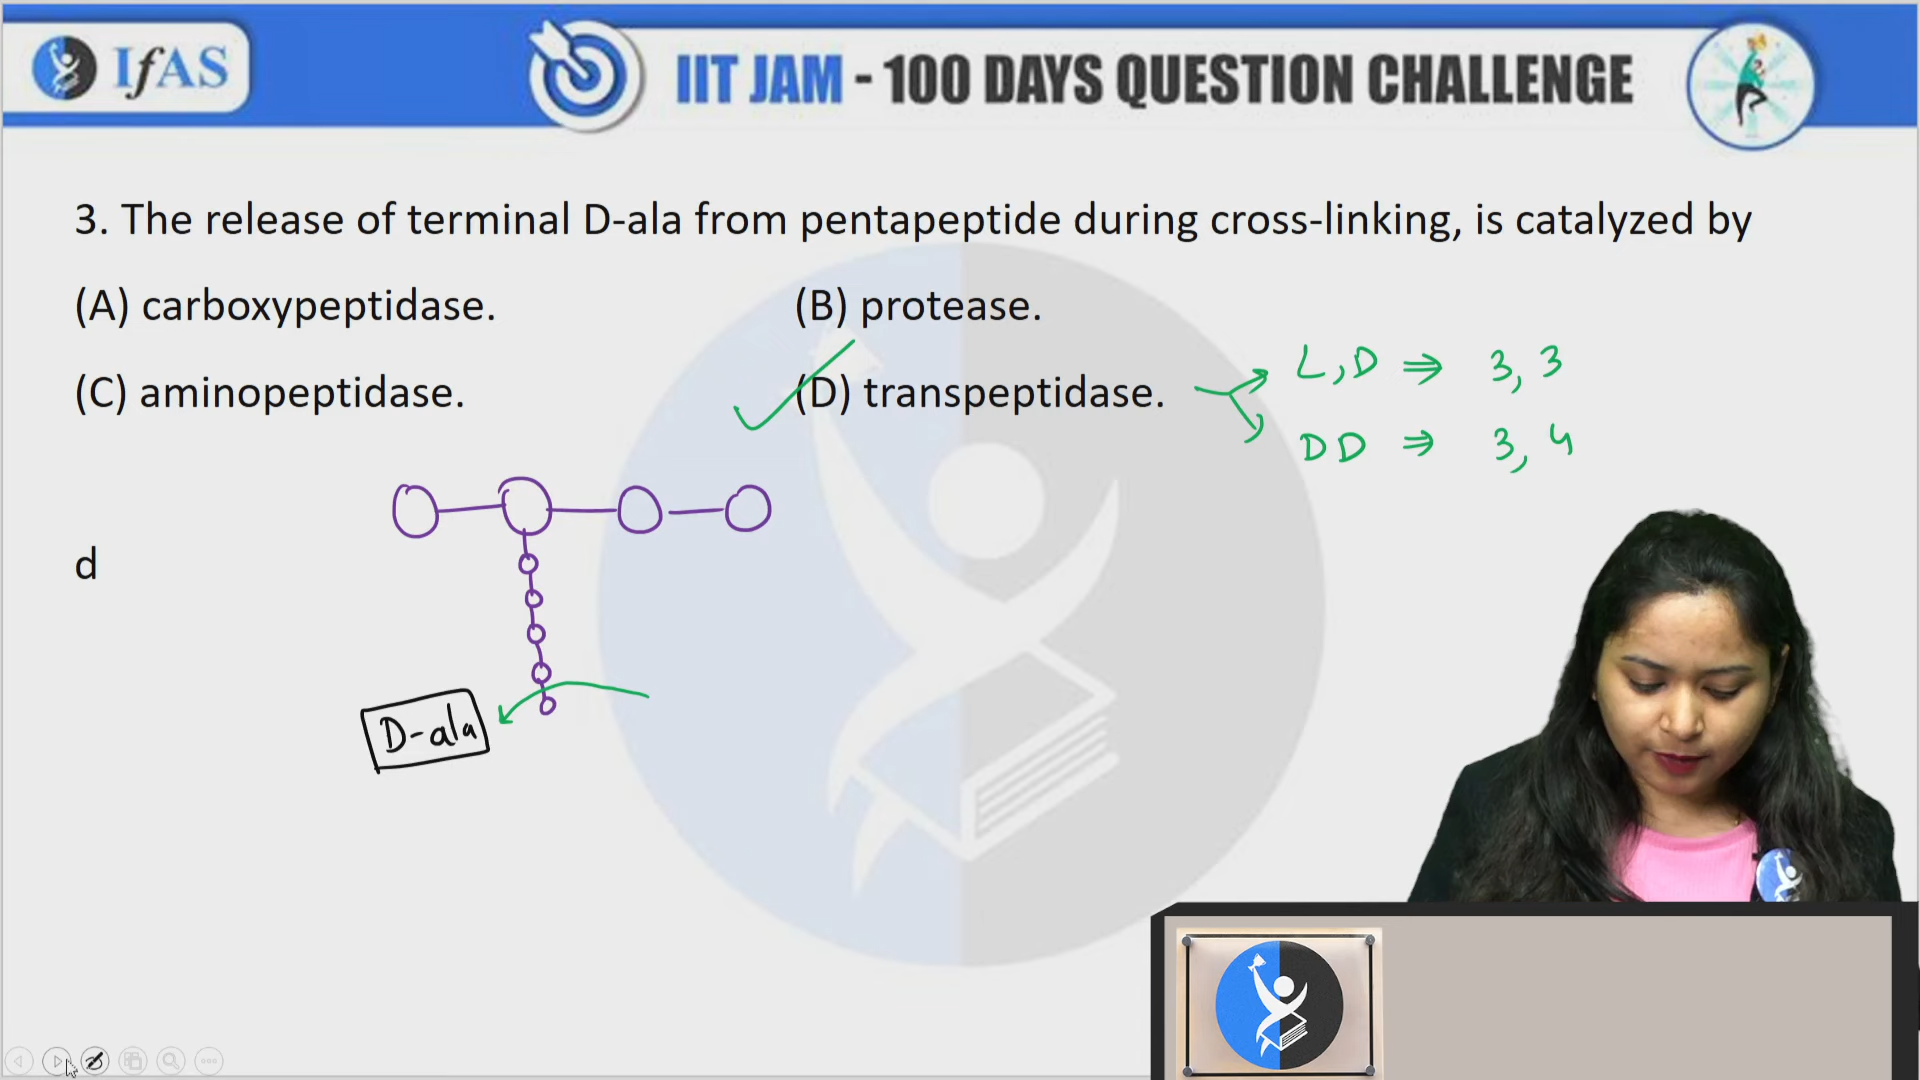 IfAS
IIT JAM - 100 DAYS QUESTION CHALLENGE
3. The release of terminal D-ala from pentapeptide during cross-linking, is catalyzed by
(A) carboxypeptidase.
(B) protease.
(C) aminopeptidase.
(D) transpeptidase.
L,D ⇒ 3, 3
DD ⇒ 3, 4
d
D-ala